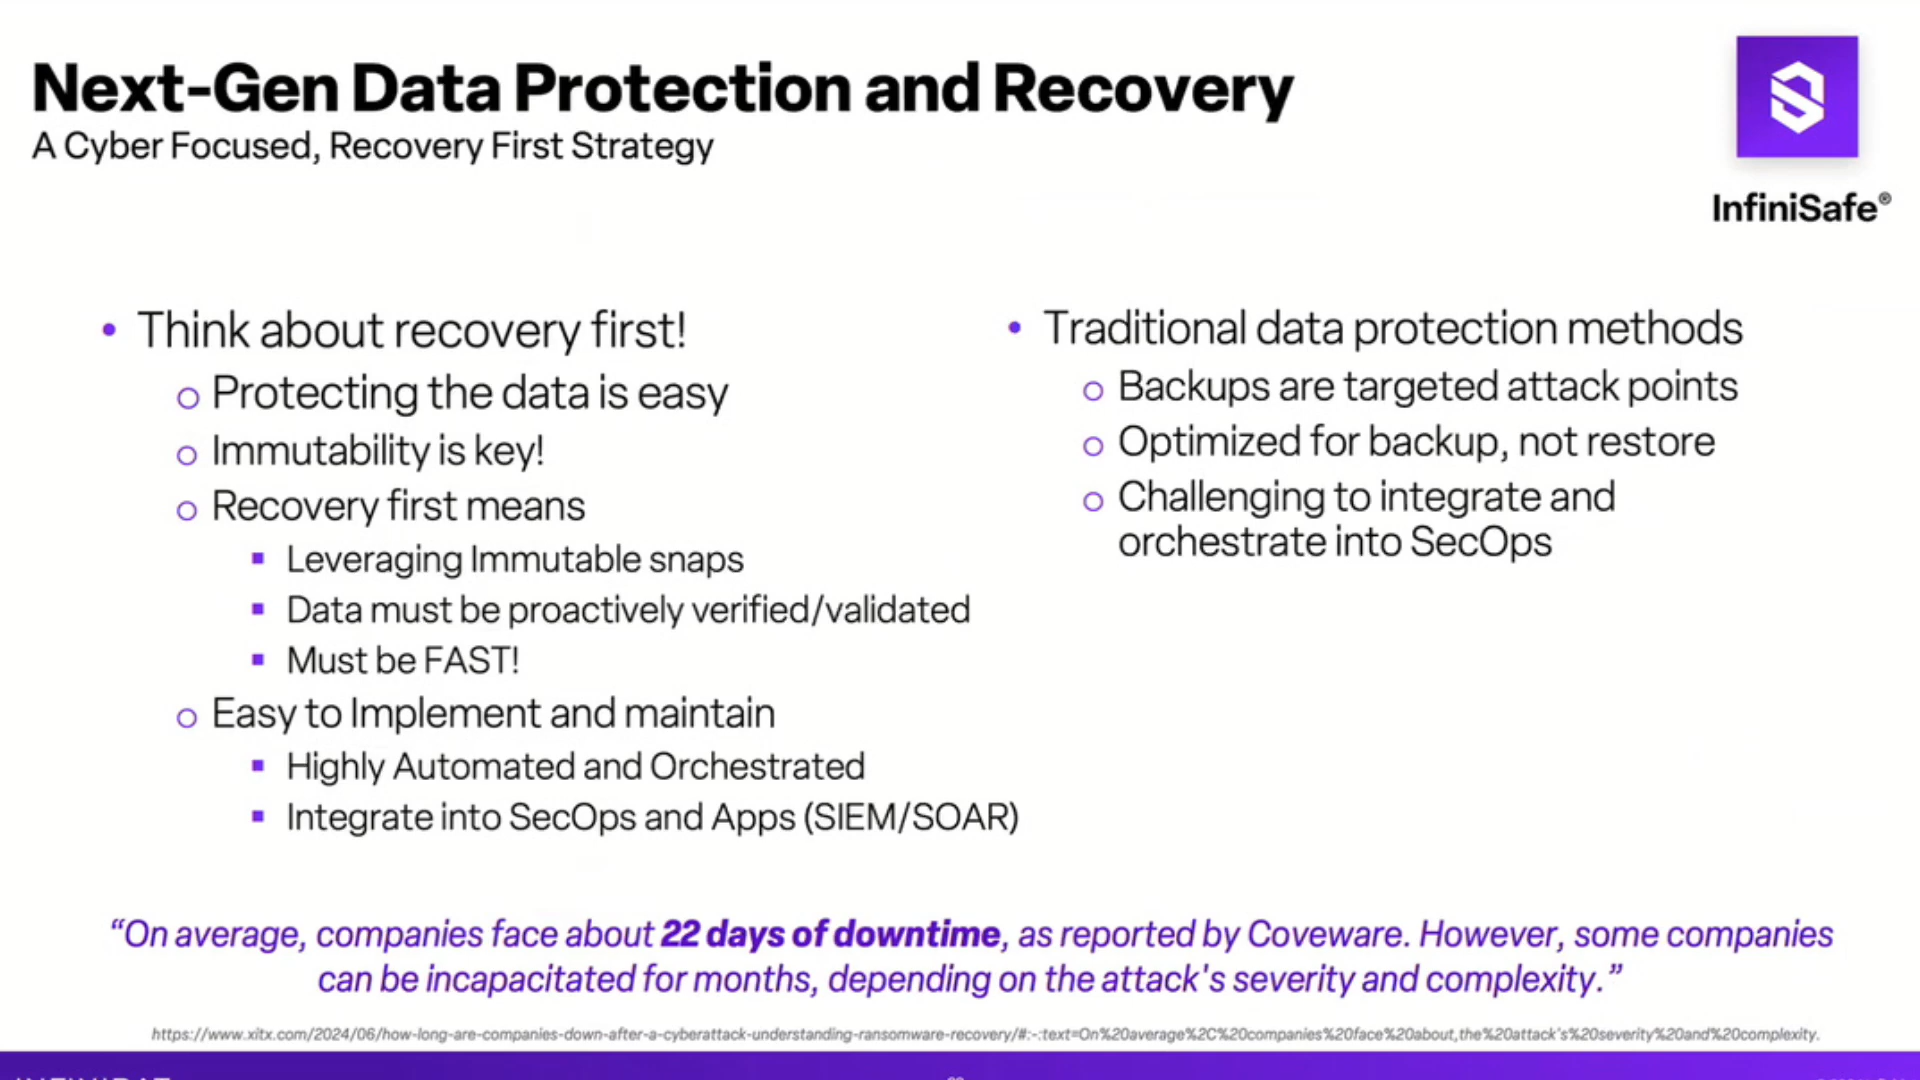 Next-Gen Data Protection and Recovery
A Cyber Focused, Recovery First Strategy
InfiniSafe®
• Think about recovery first!
o Protecting the data is easy
o Immutability is key!
o Recovery first means
▪ Leveraging Immutable snaps
▪ Data must be proactively verified/validated
▪ Must be FAST!
o Easy to Implement and maintain
▪ Highly Automated and Orchestrated
▪ Integrate into SecOps and Apps (SIEM/SOAR)
• Traditional data protection methods
o Backups are targeted attack points
o Optimized for backup, not restore
o Challenging to integrate and
orchestrate into SecOps
“On average, companies face about 22 days of downtime, as reported by Coveware. However, some companies
can be incapacitated for months, depending on the attack's severity and complexity.”
https://www.xitx.com/2024/06/how-long-are-companies-down-after-a-cyberattack-understanding-ransomware-recovery/#:-:text=On%20average%2C%20companies%20face%20about,the%20attack's%20severity%20and%20complexity.